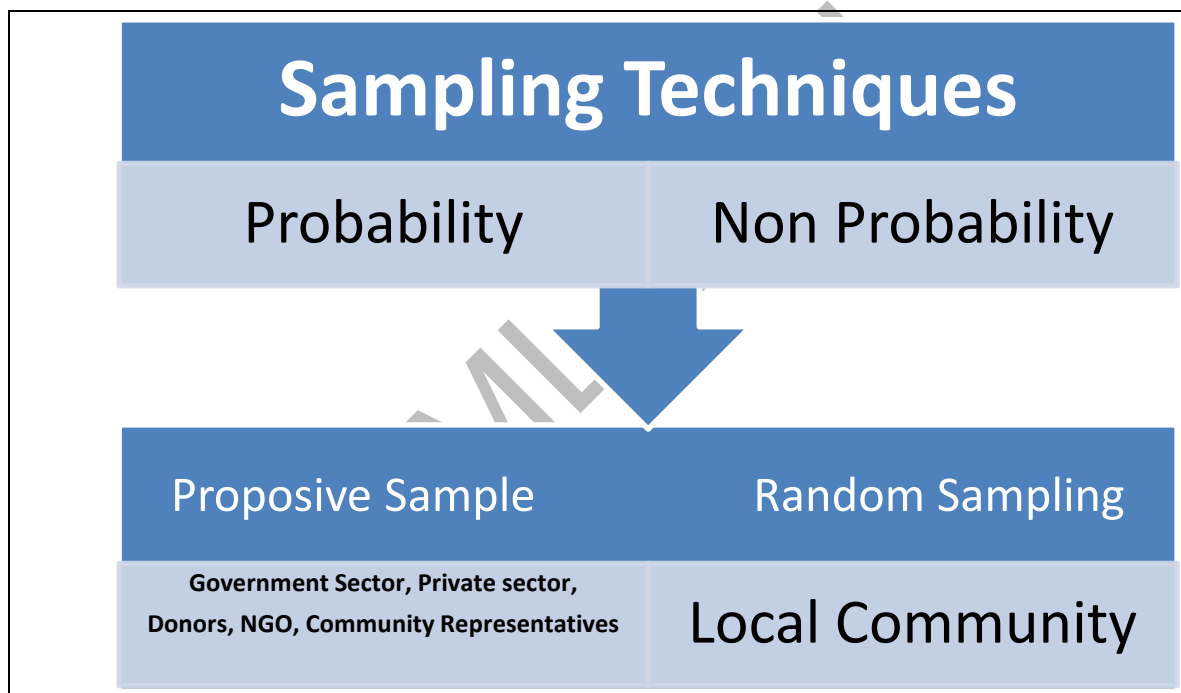 Sampling Techniques
Probability
Non Probability
Proposive Sample
Random Sampling
Government Sector, Private sector,
Donors, NGO, Community Representatives
Local Community